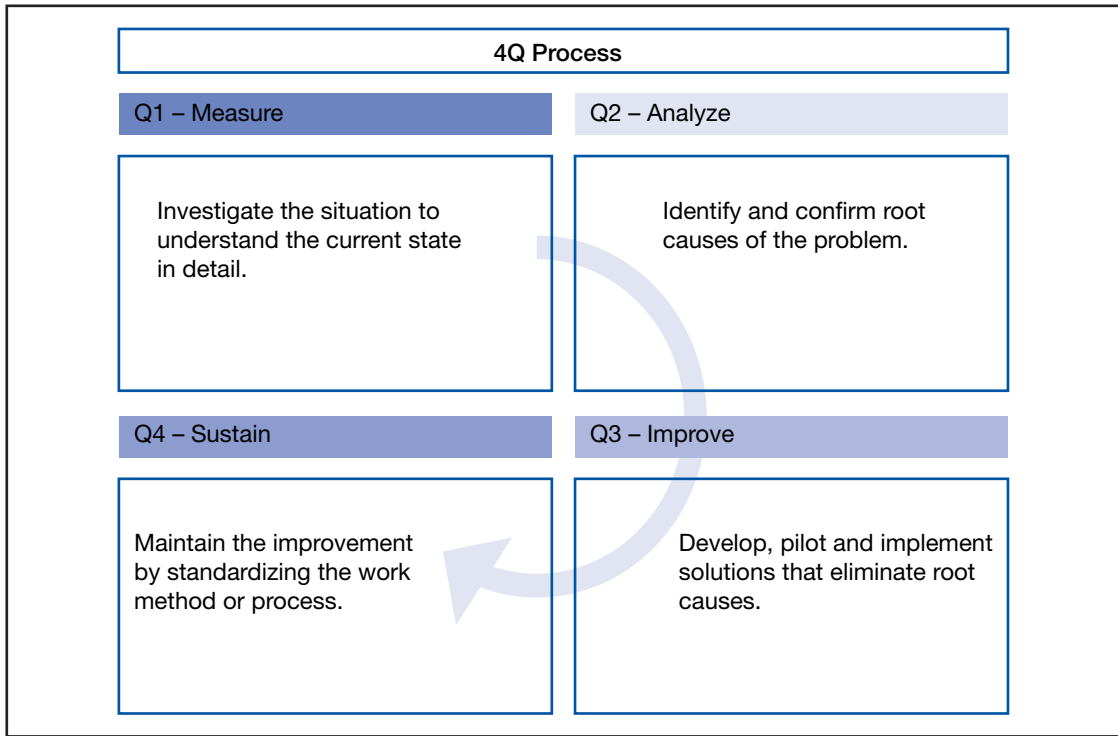 4Q Process
Q1 – Measure
Investigate the situation to
understand the current state
in detail.
Q2 – Analyze
Identify and confirm root
causes of the problem.
Q3 – Improve
Develop, pilot and implement
solutions that eliminate root
causes.
Q4 – Sustain
Maintain the improvement
by standardizing the work
method or process.